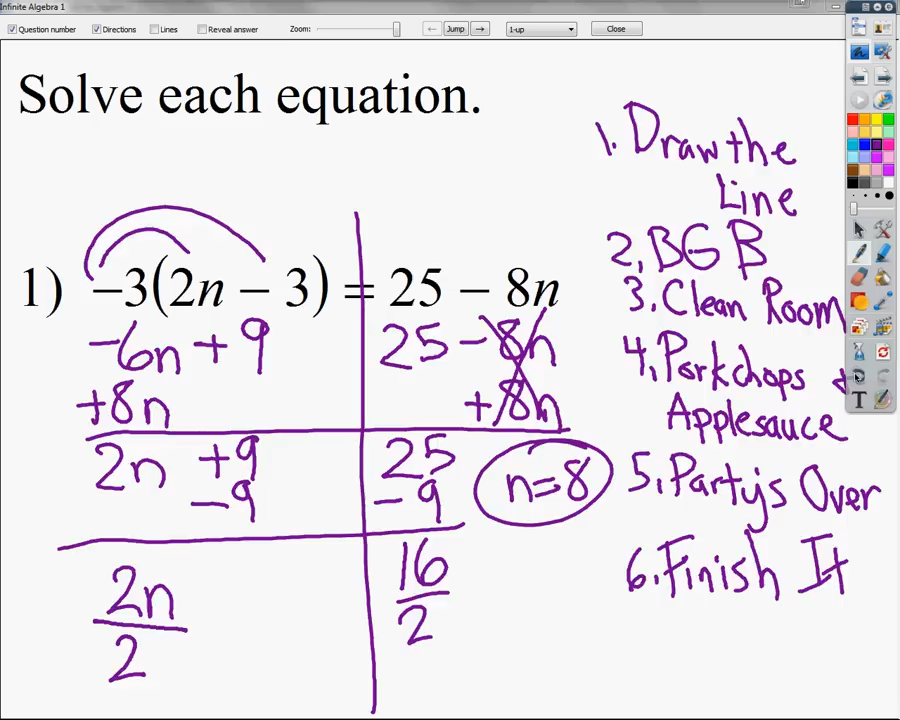 Infinite Algebra 1
Question number Directions Lines Reveal answer Zoom: Jump 1-up Close
Solve each equation.
1. Draw the
Line
2. BGB
3. Clean Room
4. Porkchops +
Applesauce
5. Party's Over
6. Finish It
1) −3(2n − 3) = 25 − 8n
-6n +9 25 -8n
+8n +8n
2n +9 25
-9 -9
n=8
2n 16
2 2
T